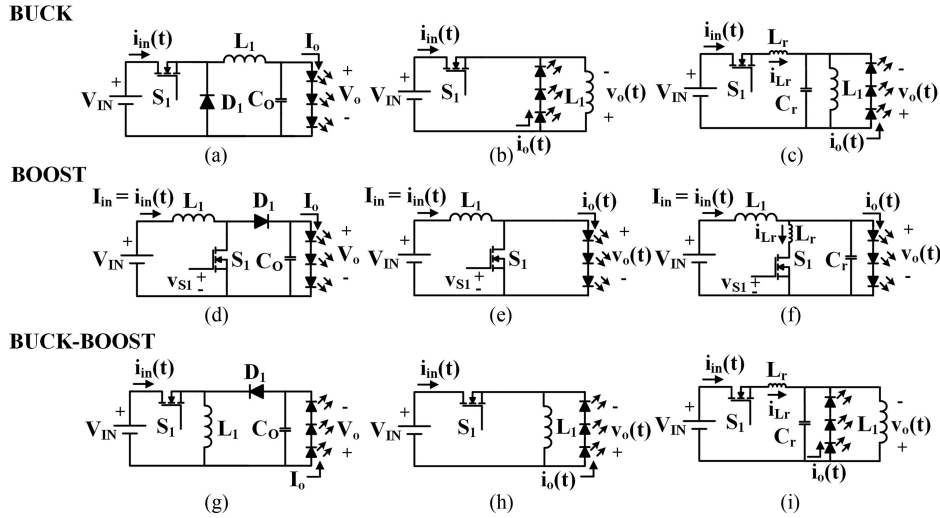 BUCK
i_in(t) L_1 I_o
+ V_IN S_1 D_1 C_O + V_o -
(a)
i_in(t)
+ V_IN S_1 L_1 - v_o(t) +
i_o(t)
(b)
i_in(t) L_r
+ V_IN S_1 i_Lr C_r L_1 - v_o(t) +
i_o(t)
(c)
BOOST
I_in = i_in(t) L_1 D_1 I_o
+ V_IN S_1 C_O + V_o -
v_S1 + -
(d)
I_in = i_in(t) L_1 i_o(t)
+ V_IN S_1 + v_o(t) -
v_S1 + -
(e)
I_in = i_in(t) L_1 i_o(t)
+ V_IN i_Lr L_r S_1 C_r + v_o(t) -
v_S1 + -
(f)
BUCK-BOOST
i_in(t) D_1
+ V_IN S_1 L_1 C_O - V_o +
I_o
(g)
i_in(t)
+ V_IN S_1 L_1 - v_o(t) +
i_o(t)
(h)
i_in(t) L_r
+ V_IN S_1 i_Lr C_r L_1 - v_o(t) +
i_o(t)
(i)